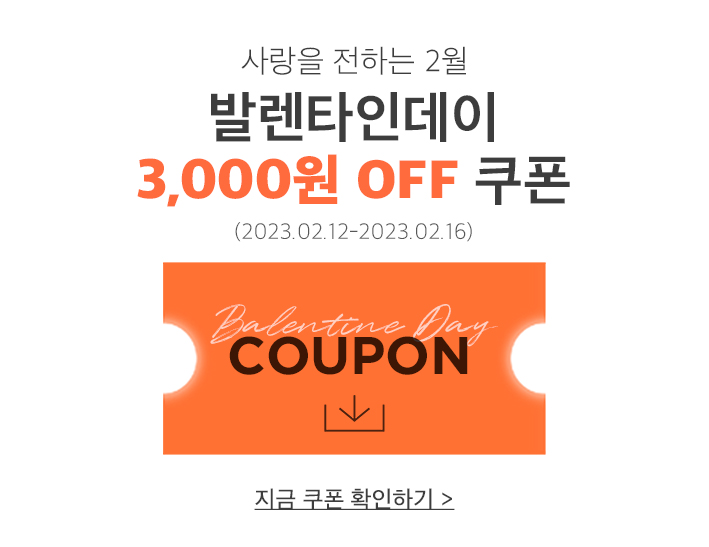 사랑을 전하는 2월
발렌타인데이
3,000원 OFF 쿠폰
(2023.02.12-2023.02.16)
Balentine Day
COUPON
지금 쿠폰 확인하기 >